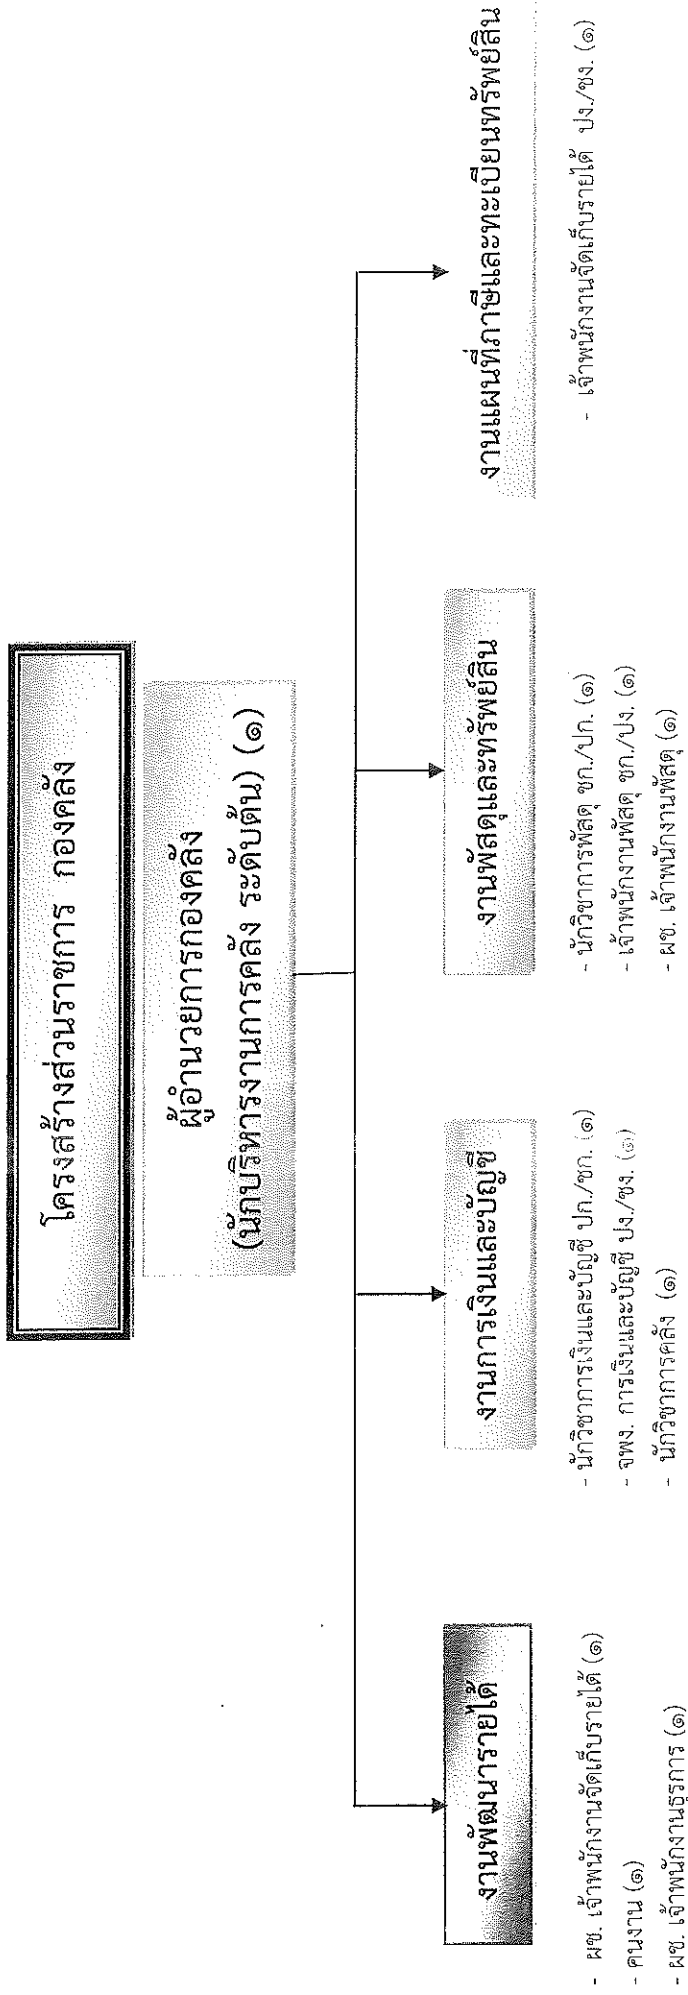 โครงสร้างส่วนราชการ กองคลัง
ผู้อำนวยการกองคลัง
(นักบริหารงานการคลัง ระดับต้น) (๑)
งานพัฒนารายได้
- ผช. เจ้าพนักงานจัดเก็บรายได้ (๑)
- คนงาน (๑)
- ผช. เจ้าพนักงานธุรการ (๑)
งานการเงินและบัญชี
- นักวิชาการเงินและบัญชี ปก./ชก. (๑)
- จพง. การเงินและบัญชี ปง./ชง. (๑)
- นักวิชาการคลัง (๑)
งานพัสดุและทรัพย์สิน
- นักวิชาการพัสดุ ชก./ปก. (๑)
- เจ้าพนักงานพัสดุ ชก./ปง. (๑)
- ผช. เจ้าพนักงานพัสดุ (๑)
งานแผนที่ภาษีและทะเบียนทรัพย์สิน
- เจ้าพนักงานจัดเก็บรายได้ ปง./ชง. (๑)